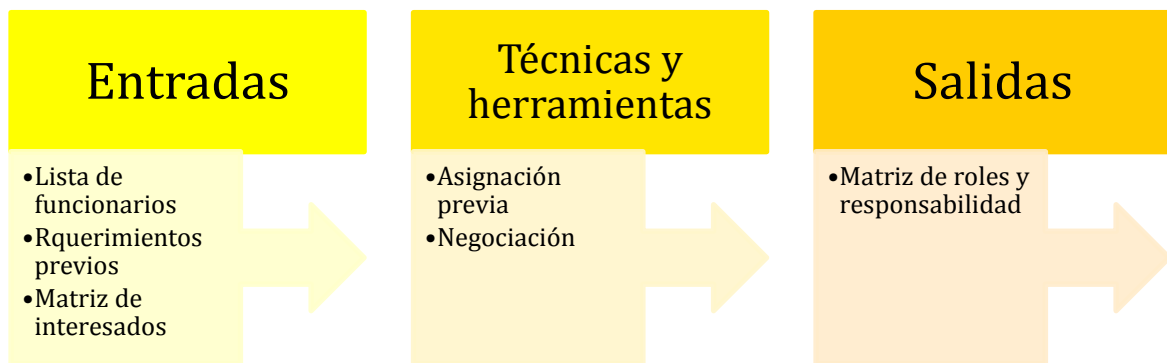 Entradas
•Lista de
funcionarios
•Rquerimientos
previos
•Matriz de
interesados
Técnicas y
herramientas
•Asignación
previa
•Negociación
Salidas
•Matriz de roles y
responsabilidad